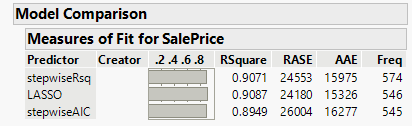 Model Comparison
Measures of Fit for SalePrice
Predictor Creator .2 .4 .6 .8 RSquare RASE AAE Freq
stepwiseRsq 0.9071 24553 15975 574
LASSO 0.9087 24180 15326 546
stepwiseAIC 0.8949 26004 16277 545